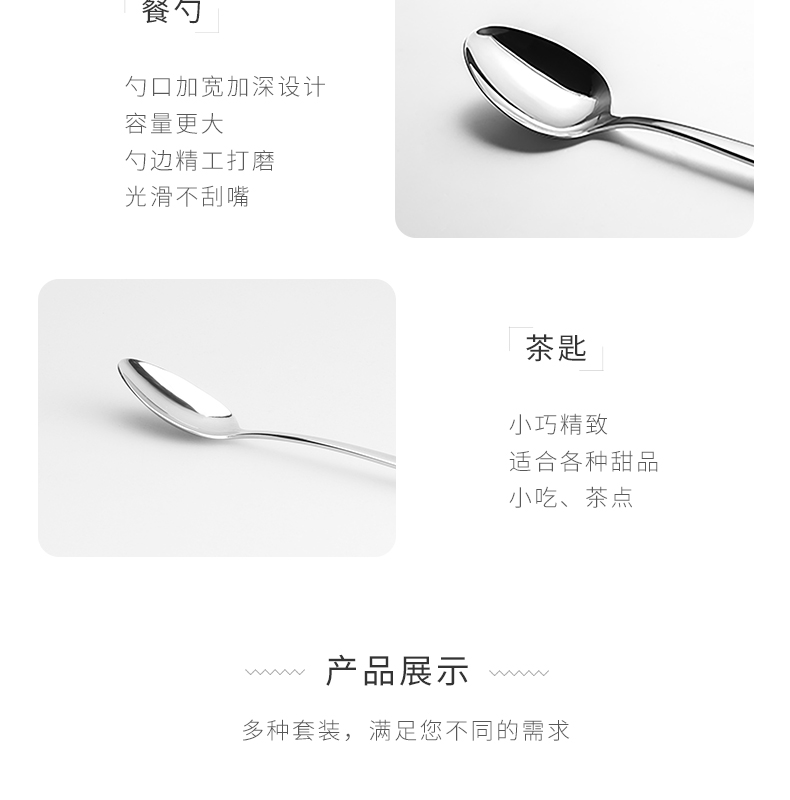 餐勺
勺口加宽加深设计
容量更大
勺边精工打磨
光滑不刮嘴
茶匙
小巧精致
适合各种甜品
小吃、茶点
产品展示
多种套装，满足您不同的需求